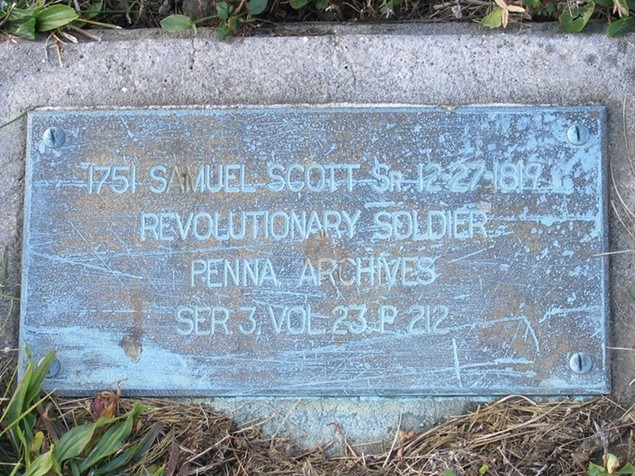 1751 SAMUEL SCOTT Sr. 12-27-1819
REVOLUTIONARY SOLDIER
PENNA. ARCHIVES
SER. 3, VOL. 23, P. 212